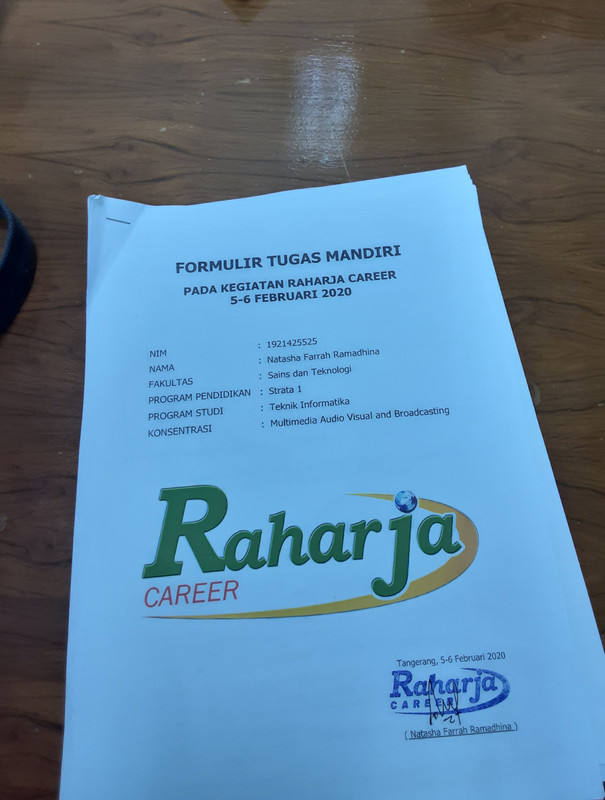 FORMULIR TUGAS MANDIRI
PADA KEGIATAN RAHARJA CAREER
5-6 FEBRUARI 2020
NIM : 1921425525
NAMA : Natasha Farrah Ramadhina
FAKULTAS : Sains dan Teknologi
PROGRAM PENDIDIKAN : Strata 1
PROGRAM STUDI : Teknik Informatika
KONSENTRASI : Multimedia Audio Visual and Broadcasting
Raharja
CAREER
Tangerang, 5-6 Februari 2020
Raharja
CAREER
( Natasha Farrah Ramadhina )